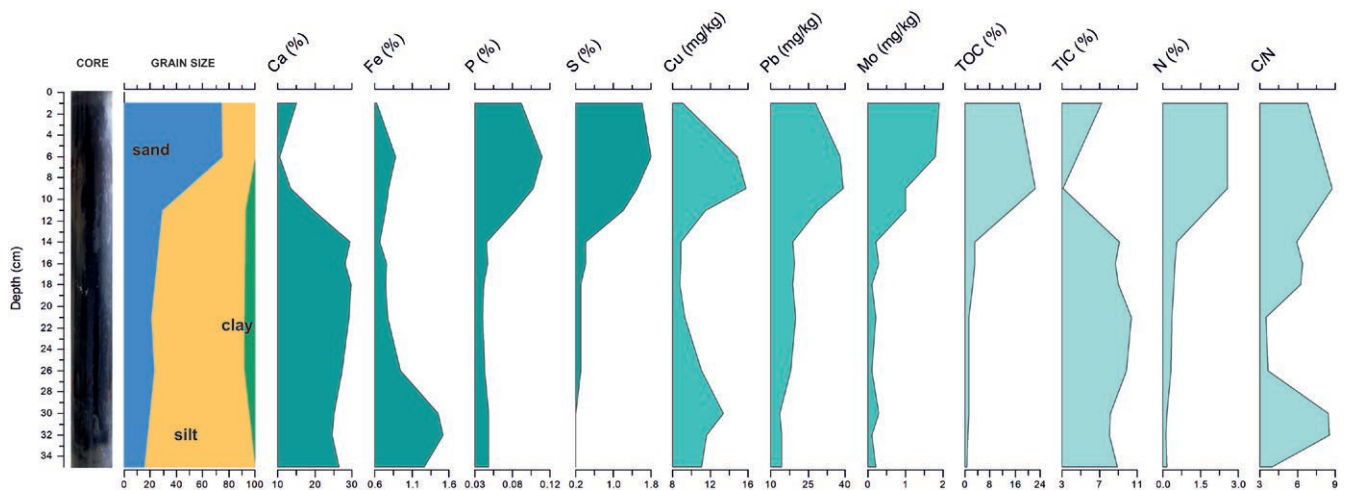 CORE
GRAIN SIZE
Ca (%)
Fe (%)
P (%)
S (%)
Cu (mg/kg)
Pb (mg/kg)
Mo (mg/kg)
TOC (%)
TIC (%)
N (%)
C/N
Depth (cm)
0
2
4
6
8
10
12
14
16
18
20
22
24
26
28
30
32
34
sand
clay
silt
0 20 40 60 80 100
10 20 30
0.6 1.1 1.6
0.03 0.08 0.12
0.2 1.0 1.8
8 12 16
10 20 30 40
0 1 2
0 8 16 24
3 7 11
0.0 1.5 3.0
3 6 9